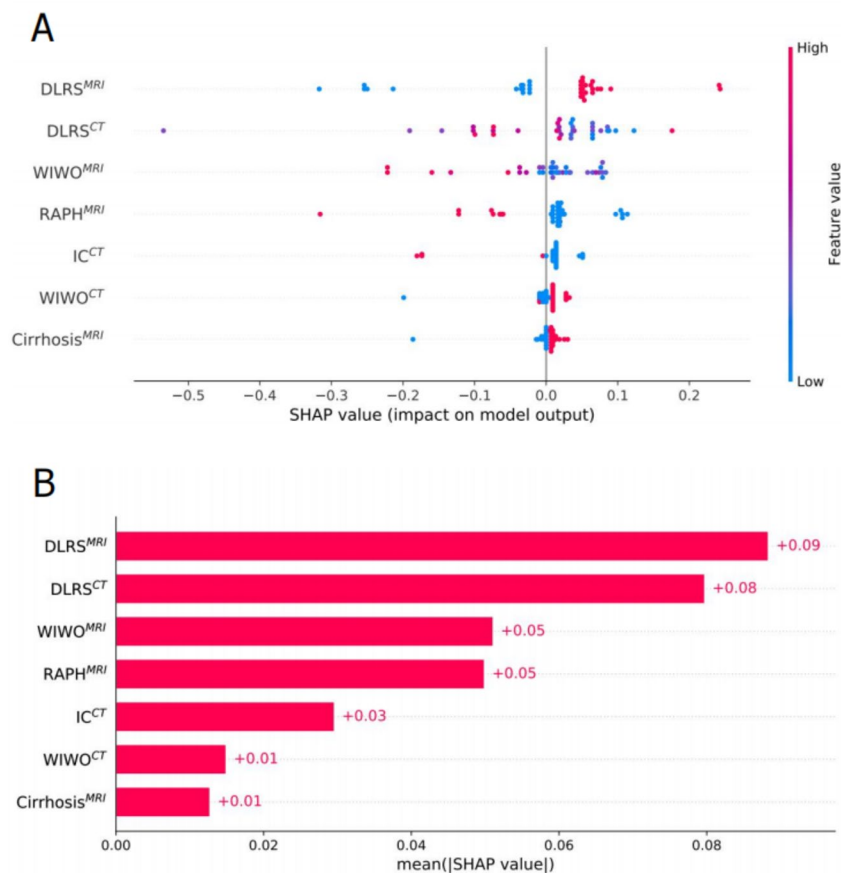 A
High
DLRS^MRI
DLRS^CT
WIWO^MRI
RAPH^MRI
IC^CT
WIWO^CT
Cirrhosis^MRI
Feature value
Low
−0.5 −0.4 −0.3 −0.2 −0.1 0.0 0.1 0.2
SHAP value (impact on model output)
B
DLRS^MRI +0.09
DLRS^CT +0.08
WIWO^MRI +0.05
RAPH^MRI +0.05
IC^CT +0.03
WIWO^CT +0.01
Cirrhosis^MRI +0.01
0.00 0.02 0.04 0.06 0.08
mean(|SHAP value|)